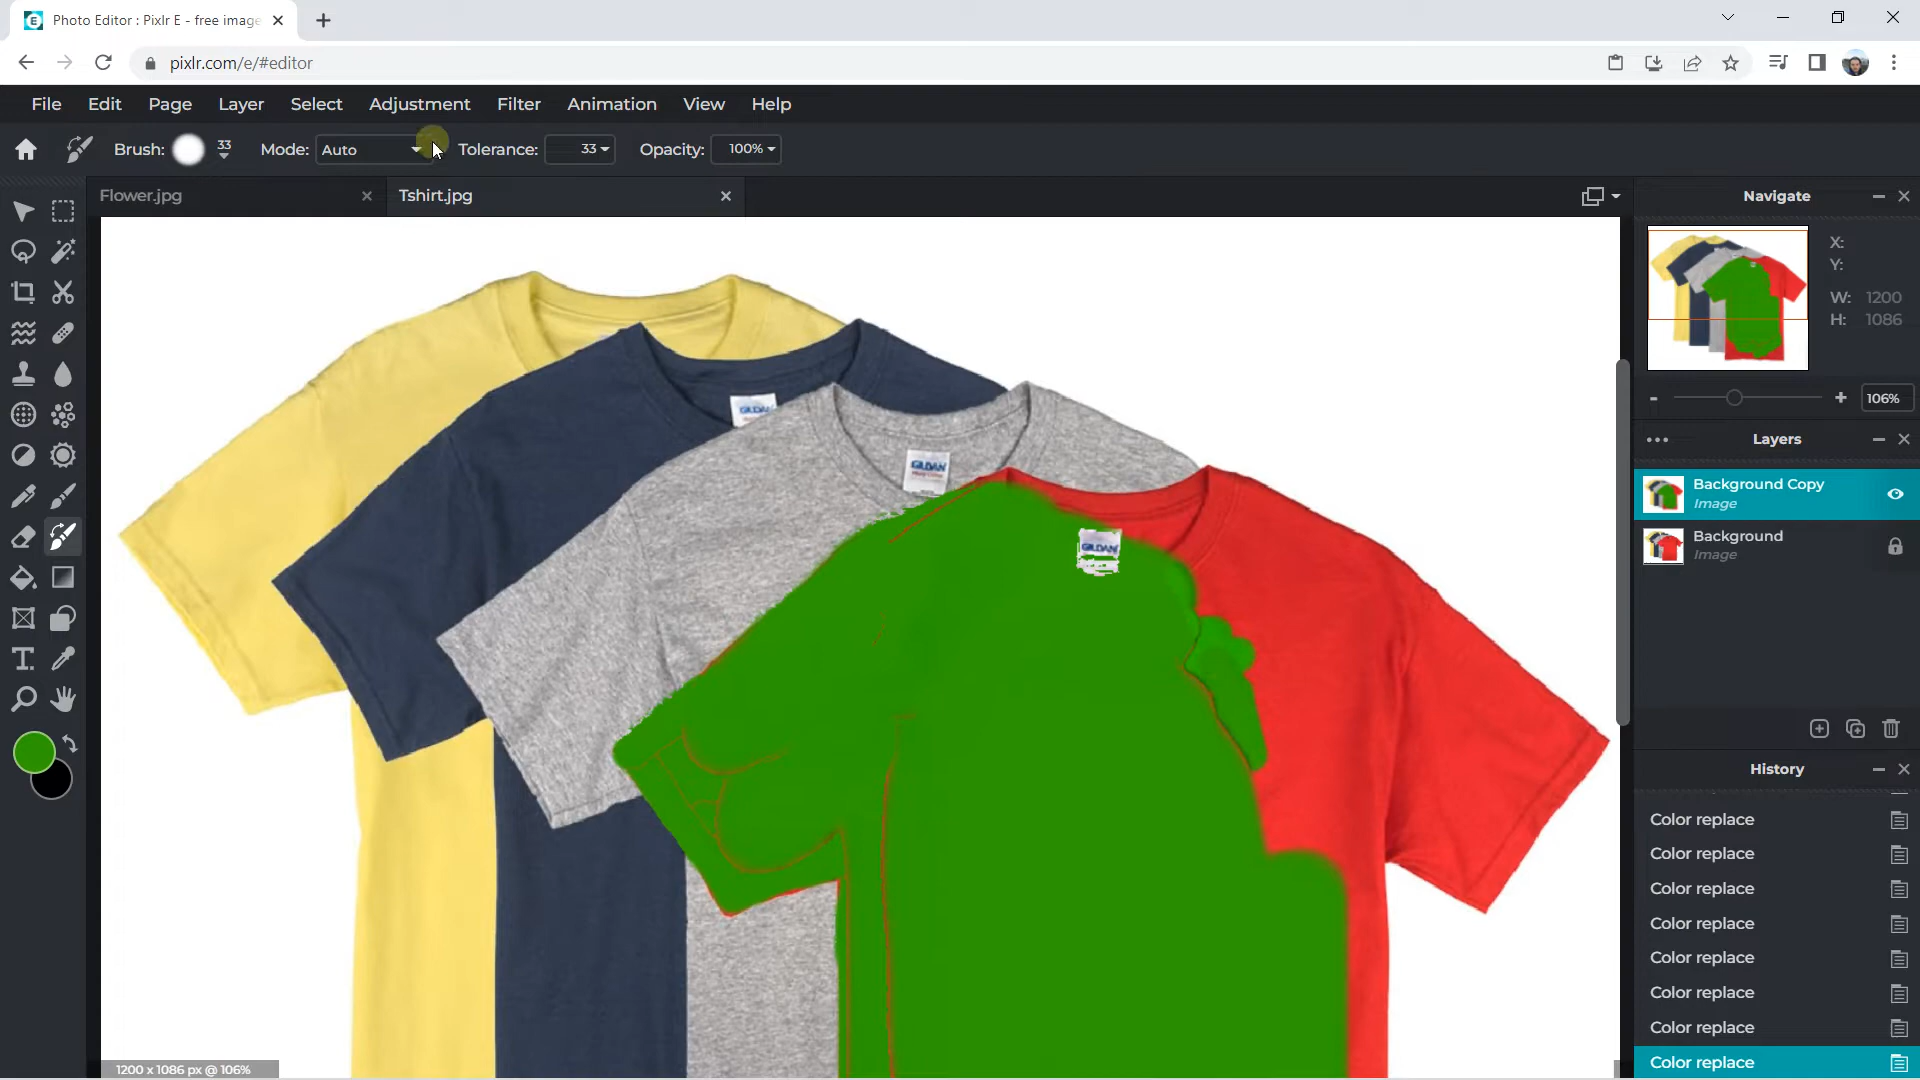 Photo Editor : Pixlr E - free image
pixlr.com/e/#editor
File Edit Page Layer Select Adjustment Filter Animation View Help
Brush: 33 Mode: Auto Tolerance: 33 Opacity: 100%
Flower.jpg Tshirt.jpg
Navigate
X:
Y:
W: 1200
H: 1086
- + 106%
Layers
Background Copy
Image
Background
Image
History
Color replace
Color replace
Color replace
Color replace
Color replace
Color replace
Color replace
Color replace
GILDAN
GILDAN
GILDAN
1200 x 1086 px @ 106%